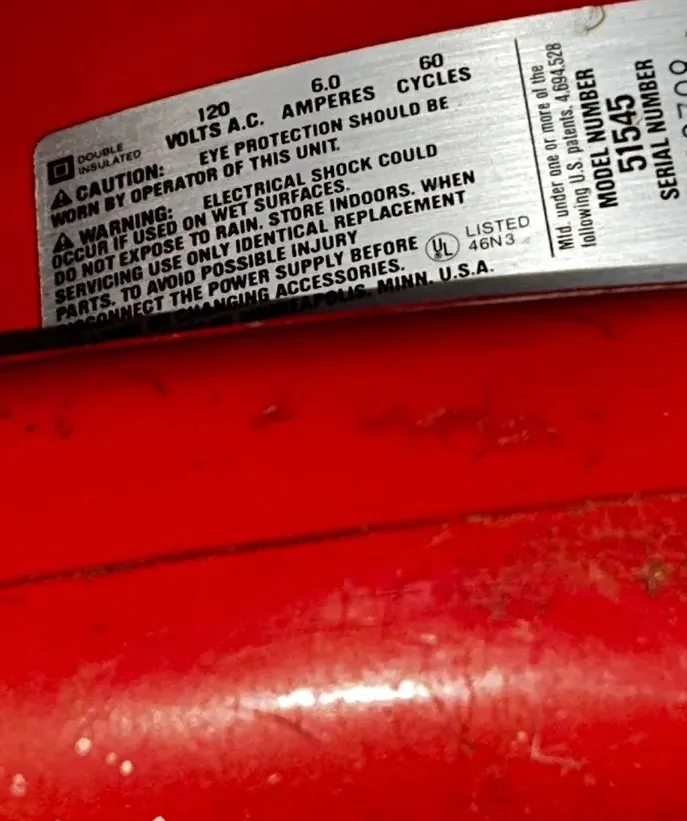 120 6.0 60
VOLTS A.C. AMPERES CYCLES
DOUBLE
INSULATED
CAUTION: EYE PROTECTION SHOULD BE
WORN BY OPERATOR OF THIS UNIT.
WARNING: ELECTRICAL SHOCK COULD
OCCUR IF USED ON WET SURFACES.
DO NOT EXPOSE TO RAIN. STORE INDOORS. WHEN
SERVICING USE ONLY IDENTICAL REPLACEMENT
PARTS. TO AVOID POSSIBLE INJURY
DISCONNECT THE POWER SUPPLY BEFORE
CHANGING ACCESSORIES.
MINNEAPOLIS, MINN. U.S.A.
UL
LISTED
46N3
Mfd. under one or more of the
following U.S. patents. 4,694,528
MODEL NUMBER
51545
SERIAL NUMBER